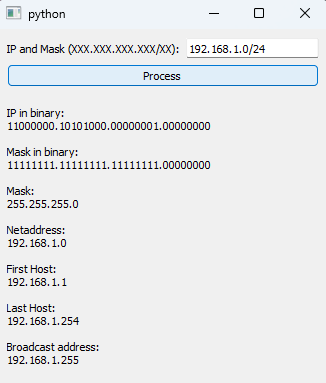 python
IP and Mask (XXX.XXX.XXX.XXX/XX): 192.168.1.0/24
Process
IP in binary:
11000000.10101000.00000001.00000000
Mask in binary:
11111111.11111111.11111111.00000000
Mask:
255.255.255.0
Netaddress:
192.168.1.0
First Host:
192.168.1.1
Last Host:
192.168.1.254
Broadcast address:
192.168.1.255